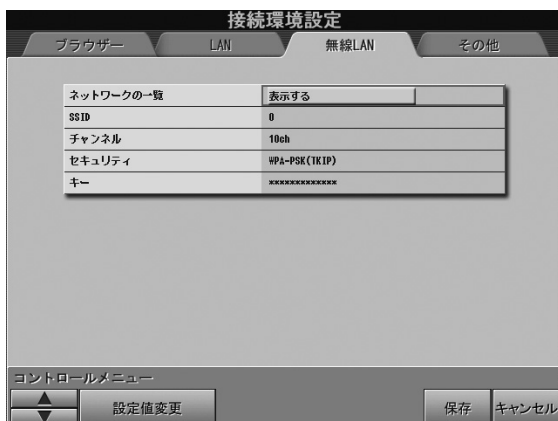 接続環境設定
ブラウザー LAN 無線LAN その他
ネットワークの一覧 表示する
SSID 0
チャンネル 10ch
セキュリティ WPA-PSK(TKIP)
キー *************
コントロールメニュー
▲
▼ 設定値変更 保存 キャンセル